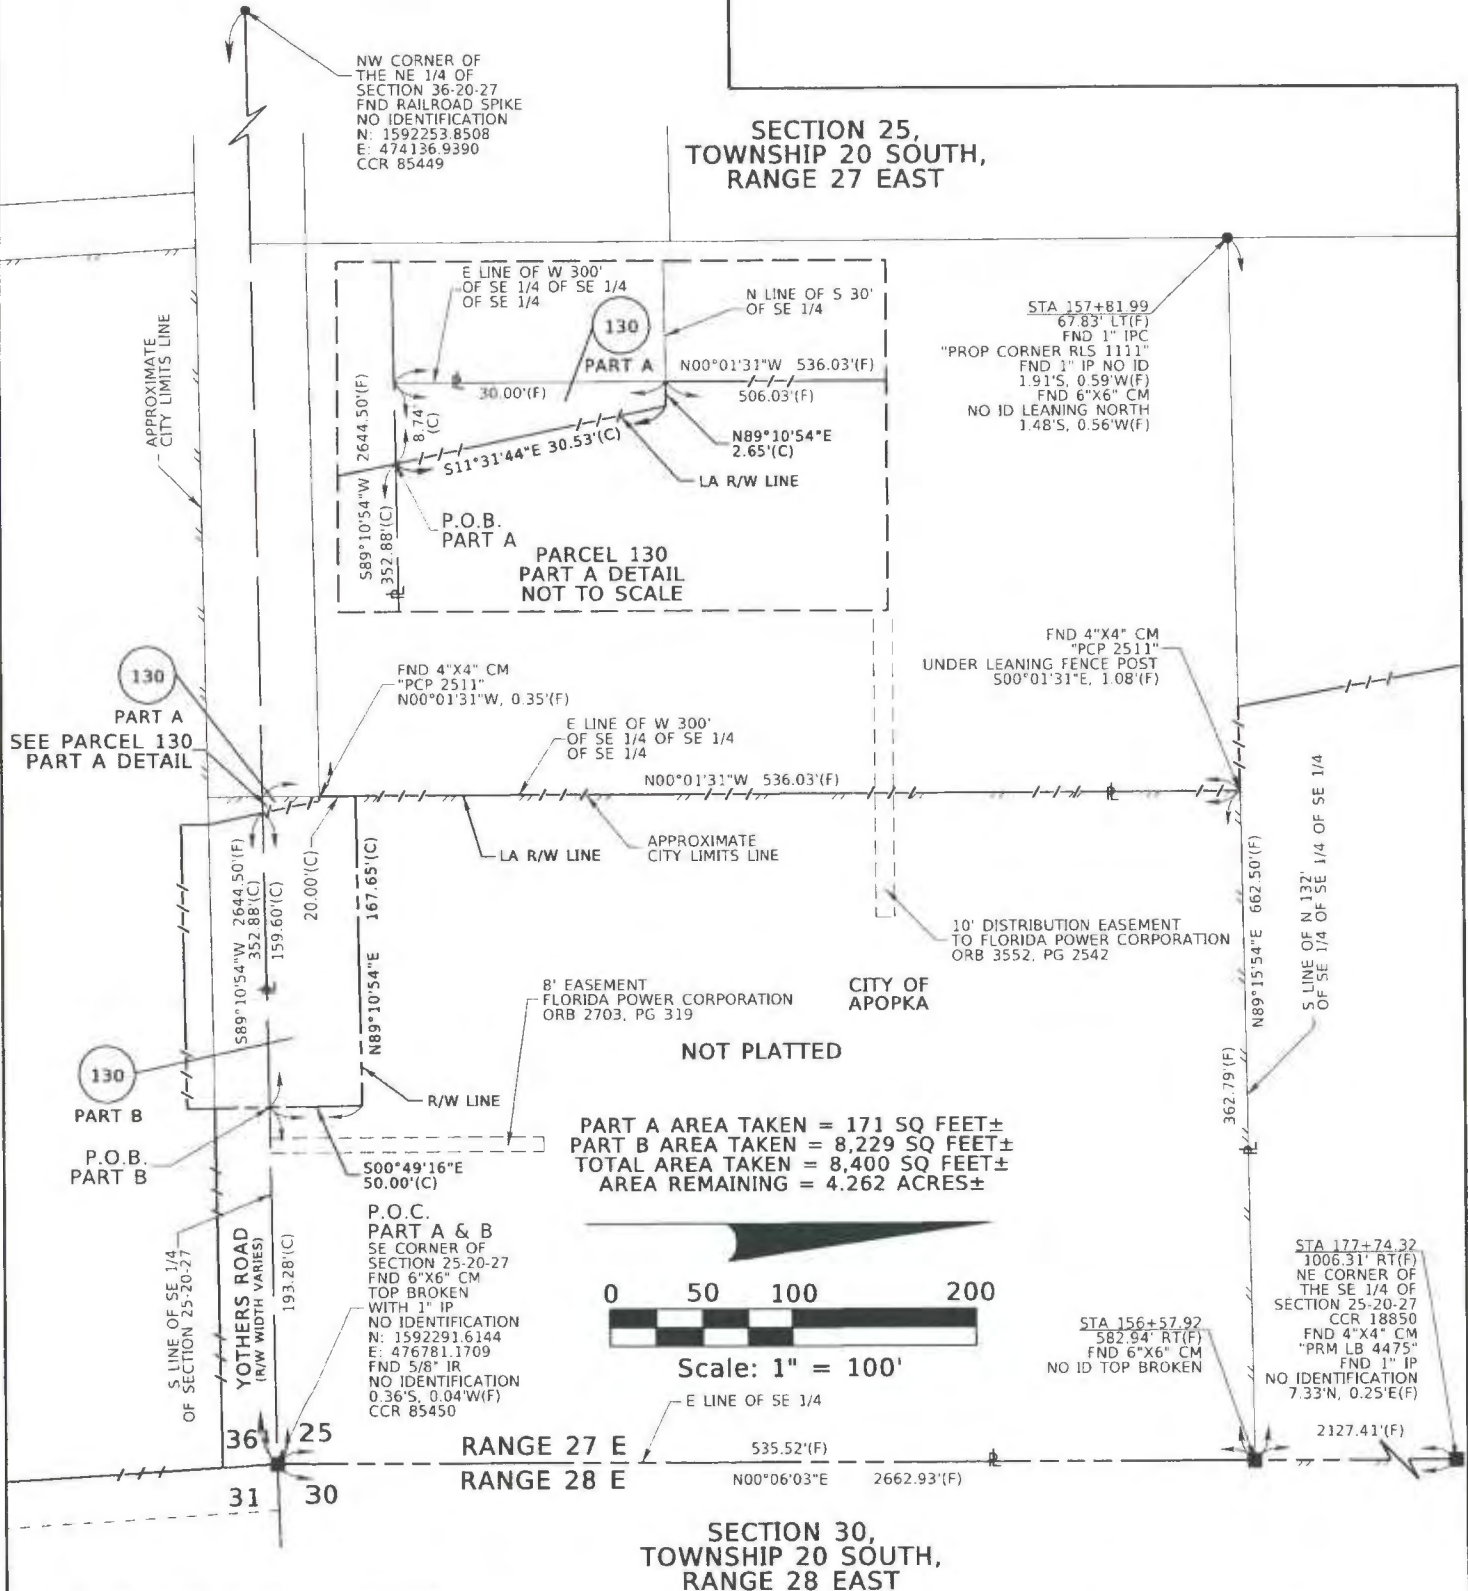 NW CORNER OF
THE NE 1/4 OF
SECTION 36-20-27
FND RAILROAD SPIKE
NO IDENTIFICATION
N: 1592253.8508
E: 474136.9390
CCR 85449
SECTION 25,
TOWNSHIP 20 SOUTH,
RANGE 27 EAST
APPROXIMATE
CITY LIMITS LINE
E LINE OF W 300'
OF SE 1/4 OF SE 1/4
OF SE 1/4
130
PART A
N LINE OF S 30'
OF SE 1/4
N00°01'31"W 536.03'(F)
30.00'(F)
506.03'(F)
S89°10'54"W 2644.50'(F)
8.74'
(C)
352.88'(C)
S11°31'44"E 30.53'(C)
N89°10'54"E
2.65'(C)
LA R/W LINE
P.O.B.
PART A
PARCEL 130
PART A DETAIL
NOT TO SCALE
STA 157+81.99
67.83' LT(F)
FND 1" IPC
"PROP CORNER RLS 1111"
FND 1" IP NO ID
1.91'S, 0.59'W(F)
FND 6"X6" CM
NO ID LEANING NORTH
1.48'S, 0.56'W(F)
130
PART A
SEE PARCEL 130
PART A DETAIL
FND 4"X4" CM
"PCP 2511"
N00°01'31"W, 0.35'(F)
E LINE OF W 300'
OF SE 1/4 OF SE 1/4
OF SE 1/4
N00°01'31"W 536.03'(F)
FND 4"X4" CM
"PCP 2511"
UNDER LEANING FENCE POST
S00°01'31"E, 1.08'(F)
LA R/W LINE
APPROXIMATE
CITY LIMITS LINE
S89°10'54"W 2644.50'(F)
352.88'(C)
159.60'(C)
20.00'(C)
N89°10'54"E 167.65'(C)
10' DISTRIBUTION EASEMENT
TO FLORIDA POWER CORPORATION
ORB 3552, PG 2542
N89°15'54"E 662.50'(F)
362.79'(F)
S LINE OF N 132'
OF SE 1/4 OF SE 1/4 OF SE 1/4
8' EASEMENT
FLORIDA POWER CORPORATION
ORB 2703, PG 319
CITY OF
APOPKA
NOT PLATTED
130
PART B
R/W LINE
P.O.B.
PART B
S00°49'16"E
50.00'(C)
PART A AREA TAKEN = 171 SQ FEET±
PART B AREA TAKEN = 8,229 SQ FEET±
TOTAL AREA TAKEN = 8,400 SQ FEET±
AREA REMAINING = 4.262 ACRES±
S LINE OF SE 1/4
OF SECTION 25-20-27
YOTHERS ROAD
(R/W WIDTH VARIES)
193.28'(C)
P.O.C.
PART A & B
SE CORNER OF
SECTION 25-20-27
FND 6"X6" CM
TOP BROKEN
WITH 1" IP
NO IDENTIFICATION
N: 1592291.6144
E: 476781.1709
FND 5/8" IR
NO IDENTIFICATION
0.36'S, 0.04'W(F)
CCR 85450
0 50 100 200
Scale: 1" = 100'
STA 156+57.92
582.94' RT(F)
FND 6"X6" CM
NO ID TOP BROKEN
STA 177+74.32
1006.31' RT(F)
NE CORNER OF
THE SE 1/4 OF
SECTION 25-20-27
CCR 18850
FND 4"X4" CM
"PRM LB 4475"
FND 1" IP
NO IDENTIFICATION
7.33'N, 0.25'E(F)
E LINE OF SE 1/4
2127.41'(F)
36 25
RANGE 27 E
535.52'(F)
RANGE 28 E
N00°06'03"E 2662.93'(F)
31 30
SECTION 30,
TOWNSHIP 20 SOUTH,
RANGE 28 EAST